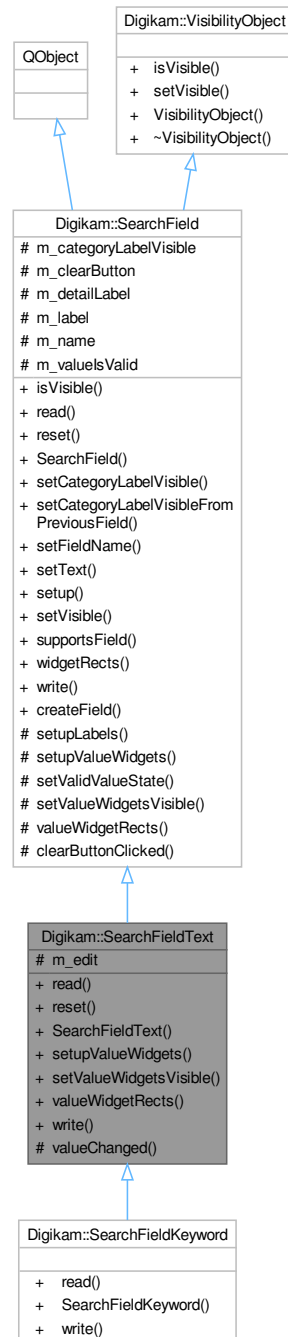 QObject
Digikam::VisibilityObject
+ isVisible()
+ setVisible()
+ VisibilityObject()
+ ~VisibilityObject()
Digikam::SearchField
# m_categoryLabelVisible
# m_clearButton
# m_detailLabel
# m_label
# m_name
# m_valueIsValid
+ isVisible()
+ read()
+ reset()
+ SearchField()
+ setCategoryLabelVisible()
+ setCategoryLabelVisibleFrom
PreviousField()
+ setFieldName()
+ setText()
+ setup()
+ setVisible()
+ supportsField()
+ widgetRects()
+ write()
+ createField()
# setupLabels()
# setupValueWidgets()
# setValidValueState()
# setValueWidgetsVisible()
# valueWidgetRects()
# clearButtonClicked()
Digikam::SearchFieldText
# m_edit
+ read()
+ reset()
+ SearchFieldText()
+ setupValueWidgets()
+ setValueWidgetsVisible()
+ valueWidgetRects()
+ write()
# valueChanged()
Digikam::SearchFieldKeyword
+ read()
+ SearchFieldKeyword()
+ write()